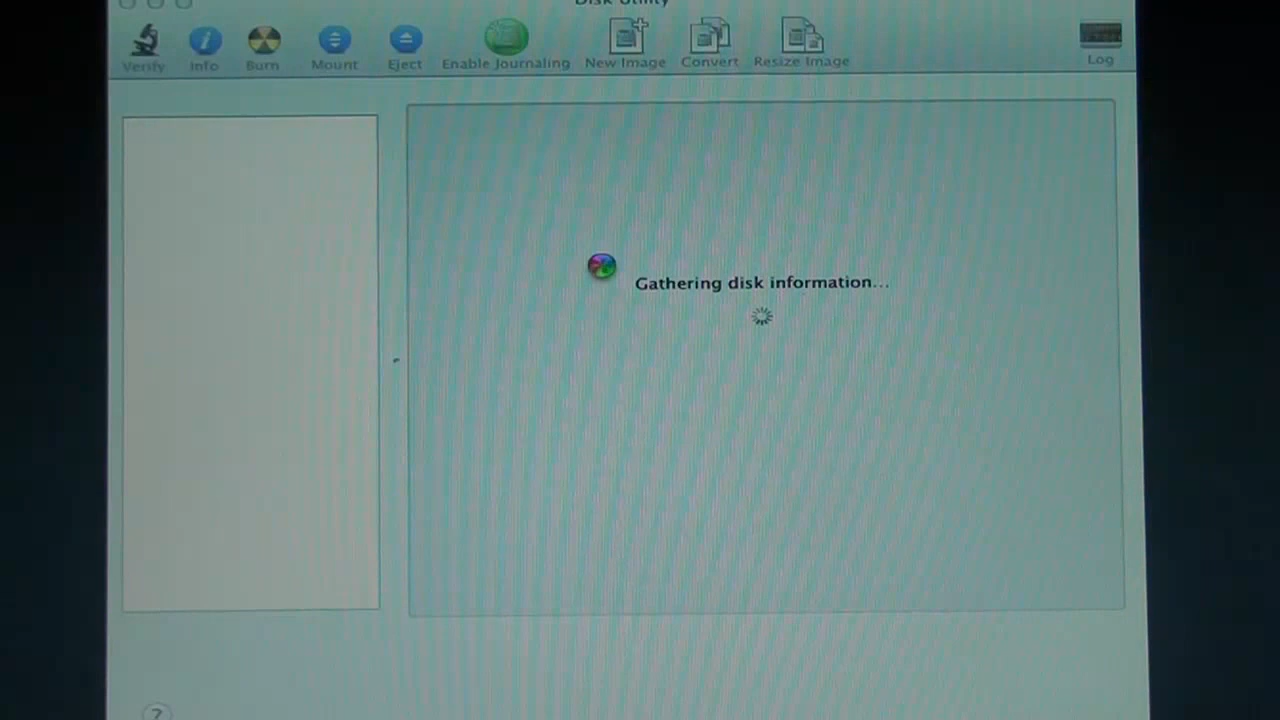 Disk Utility
Verify Info Burn Mount Eject Enable Journaling New Image Convert Resize Image Log
Gathering disk information...
?